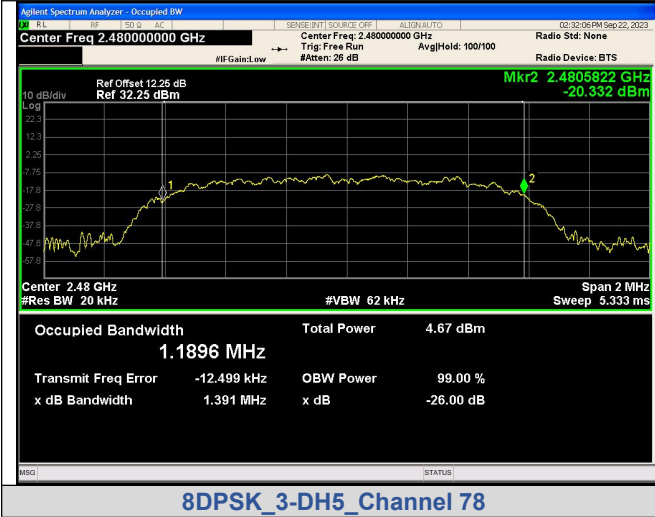 Agilent Spectrum Analyzer - Occupied BW
LXI RL RF 50 Ω AC SENSE:INT SOURCE OFF ALIGN AUTO 02:32:06 PM Sep 22, 2023
Center Freq 2.480000000 GHz Center Freq: 2.480000000 GHz Radio Std: None
Trig: Free Run Avg|Hold: 100/100
#IFGain:Low #Atten: 26 dB Radio Device: BTS
Mkr2 2.4805822 GHz
-20.332 dBm
Ref Offset 12.25 dB
10 dB/div Ref 32.25 dBm
Log
22.3
12.3
2.25
-7.75
-17.8
-27.8
-37.8
-47.8
-57.8
1
2
Center 2.48 GHz Span 2 MHz
#Res BW 20 kHz #VBW 62 kHz Sweep 5.333 ms
Occupied Bandwidth Total Power 4.67 dBm
1.1896 MHz
Transmit Freq Error -12.499 kHz OBW Power 99.00 %
x dB Bandwidth 1.391 MHz x dB -26.00 dB
MSG STATUS
8DPSK_3-DH5_Channel 78